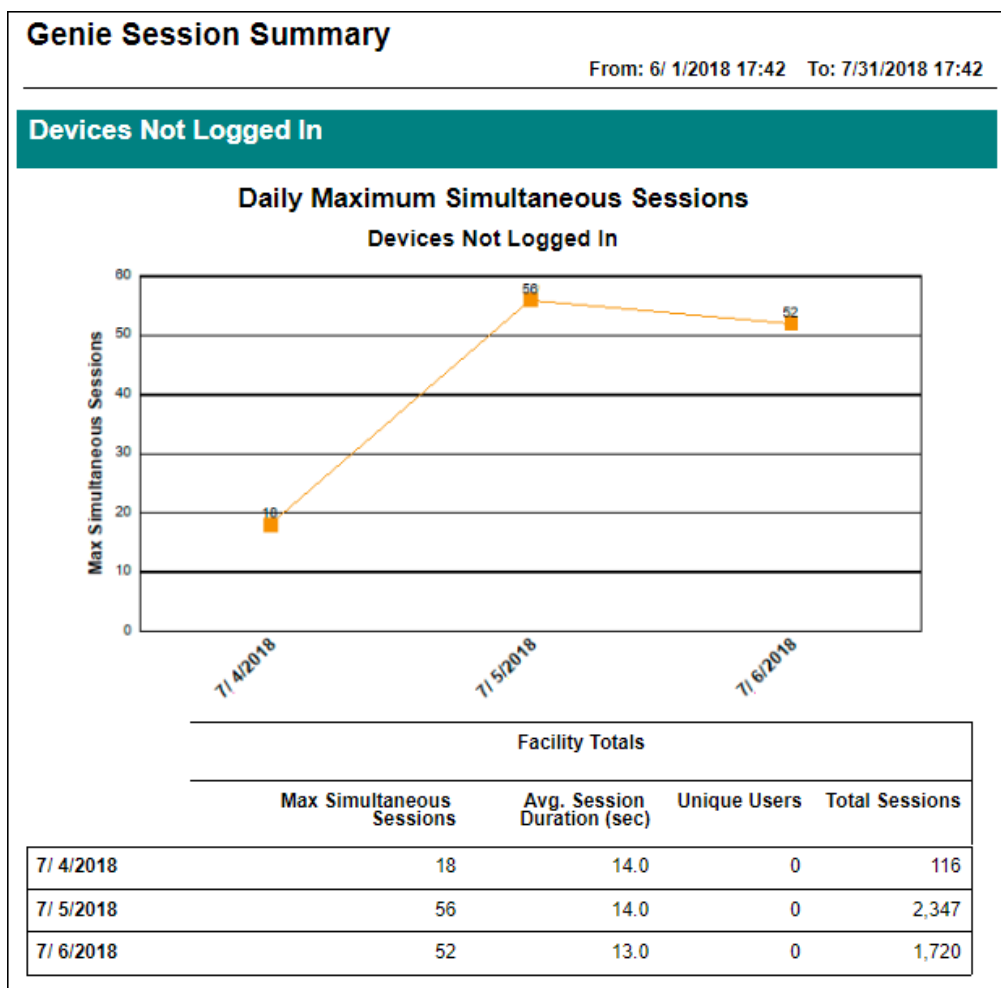 Genie Session Summary
From: 6/ 1/2018 17:42 To: 7/31/2018 17:42
Devices Not Logged In
Daily Maximum Simultaneous Sessions
Devices Not Logged In
Max Simultaneous Sessions
60
50
40
30
20
10
0
18
56
52
7/ 4/2018
7/ 5/2018
7/ 6/2018
Facility Totals
Max Simultaneous Sessions Avg. Session Duration (sec) Unique Users Total Sessions
7/ 4/2018 18 14.0 0 116
7/ 5/2018 56 14.0 0 2,347
7/ 6/2018 52 13.0 0 1,720